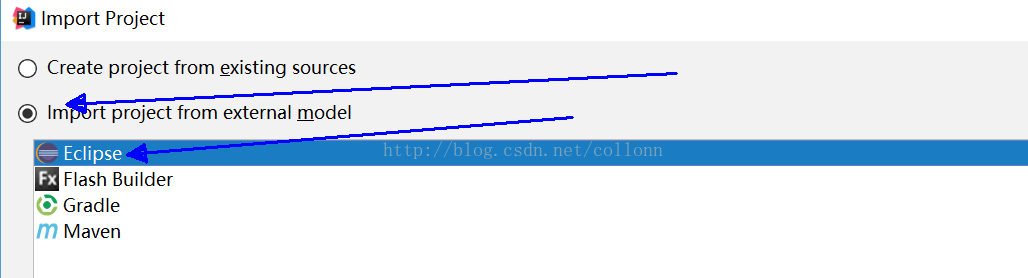 Import Project
Create project from existing sources
Import project from external model
Eclipse
http://blog.csdn.net/collonn
Fx Flash Builder
Gradle
m Maven